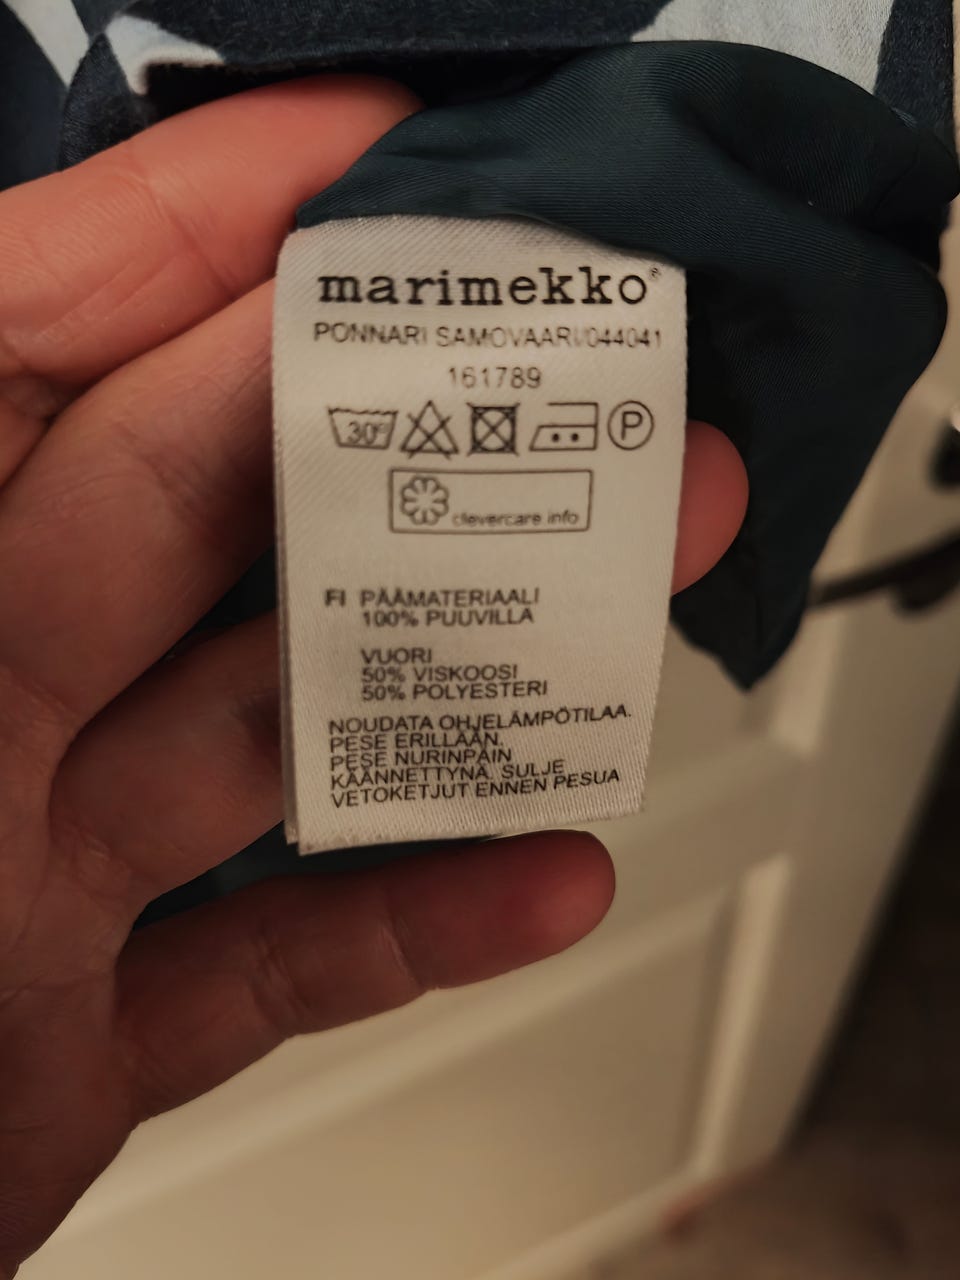 marimekko®
PONNARI SAMOVAARI/044041
161789
30°
P
clevercare.info
FI PÄÄMATERIAALI
100% PUUVILLA
VUORI
50% VISKOOSI
50% POLYESTERI
NOUDATA OHJELÄMPÖTILAA.
PESE ERILLÄÄN.
PESE NURINPÄIN
KÄÄNNETTYNÄ. SULJE
VETOKETJUT ENNEN PESUA